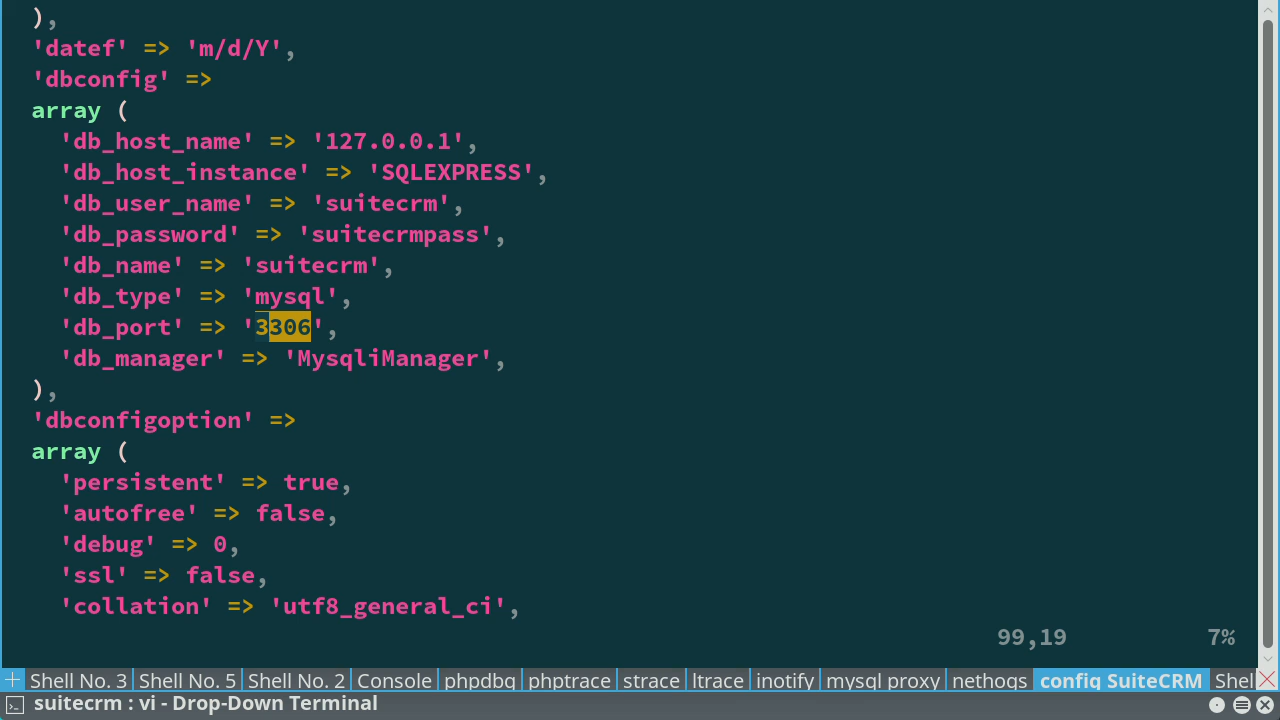 ),
'datef' => 'm/d/Y',
'dbconfig' =>
array (
'db_host_name' => '127.0.0.1',
'db_host_instance' => 'SQLEXPRESS',
'db_user_name' => 'suitecrm',
'db_password' => 'suitecrmpass',
'db_name' => 'suitecrm',
'db_type' => 'mysql',
'db_port' => '3306',
'db_manager' => 'MysqliManager',
),
'dbconfigoption' =>
array (
'persistent' => true,
'autofree' => false,
'debug' => 0,
'ssl' => false,
'collation' => 'utf8_general_ci',
99,19 7%
Shell No. 3 Shell No. 5 Shell No. 2 Console phpdbg phptrace strace ltrace inotify mysql proxy nethogs config SuiteCRM Shel
suitecrm : vi - Drop-Down Terminal